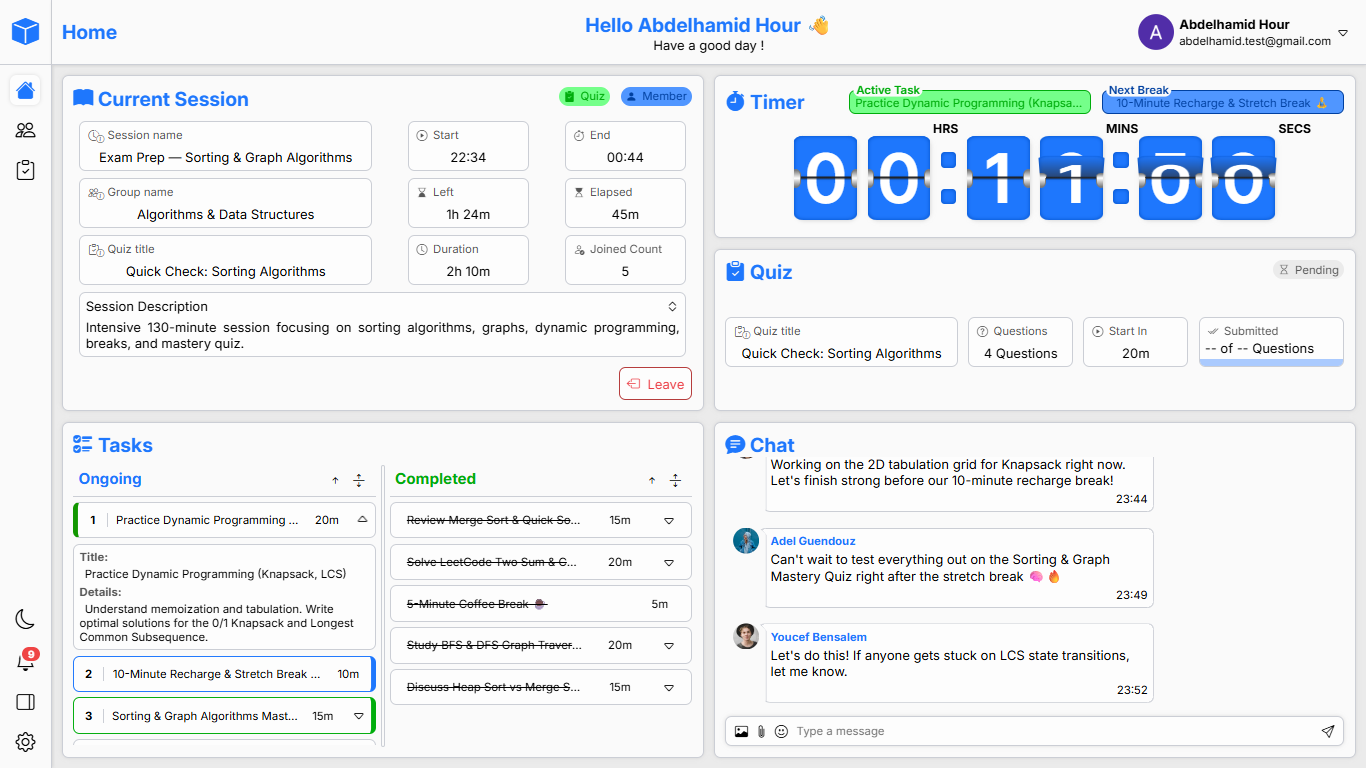 Home
Hello Abdelhamid Hour 👋
Have a good day !
A
Abdelhamid Hour
abdelhamid.test@gmail.com
Current Session
Quiz
Member
Session name
Exam Prep — Sorting & Graph Algorithms
Start
22:34
End
00:44
Group name
Algorithms & Data Structures
Left
1h 24m
Elapsed
45m
Quiz title
Quick Check: Sorting Algorithms
Duration
2h 10m
Joined Count
5
Session Description
Intensive 130-minute session focusing on sorting algorithms, graphs, dynamic programming,
breaks, and mastery quiz.
Leave
Timer
Active Task
Practice Dynamic Programming (Knapsa...
Next Break
10-Minute Recharge & Stretch Break 🧘
HRS
MINS
SECS
00:1
Quiz
Pending
Quiz title
Quick Check: Sorting Algorithms
Questions
4 Questions
Start In
20m
Submitted
-- of -- Questions
Tasks
Ongoing
1
Practice Dynamic Programming ...
20m
Title:
Practice Dynamic Programming (Knapsack, LCS)
Details:
Understand memoization and tabulation. Write
optimal solutions for the 0/1 Knapsack and Longest
Common Subsequence.
2
10-Minute Recharge & Stretch Break ...
10m
3
Sorting & Graph Algorithms Mast...
15m
Completed
Review Merge Sort & Quick So...
15m
Solve LeetCode Two Sum & C...
20m
5-Minute Coffee Break
5m
Study BFS & DFS Graph Traver...
20m
Discuss Heap Sort vs Merge S...
15m
9
Chat
Working on the 2D tabulation grid for Knapsack right now.
Let's finish strong before our 10-minute recharge break!
23:44
Adel Guendouz
Can't wait to test everything out on the Sorting & Graph
Mastery Quiz right after the stretch break 🧠 🔥
23:49
Youcef Bensalem
Let's do this! If anyone gets stuck on LCS state transitions,
let me know.
23:52
Type a message